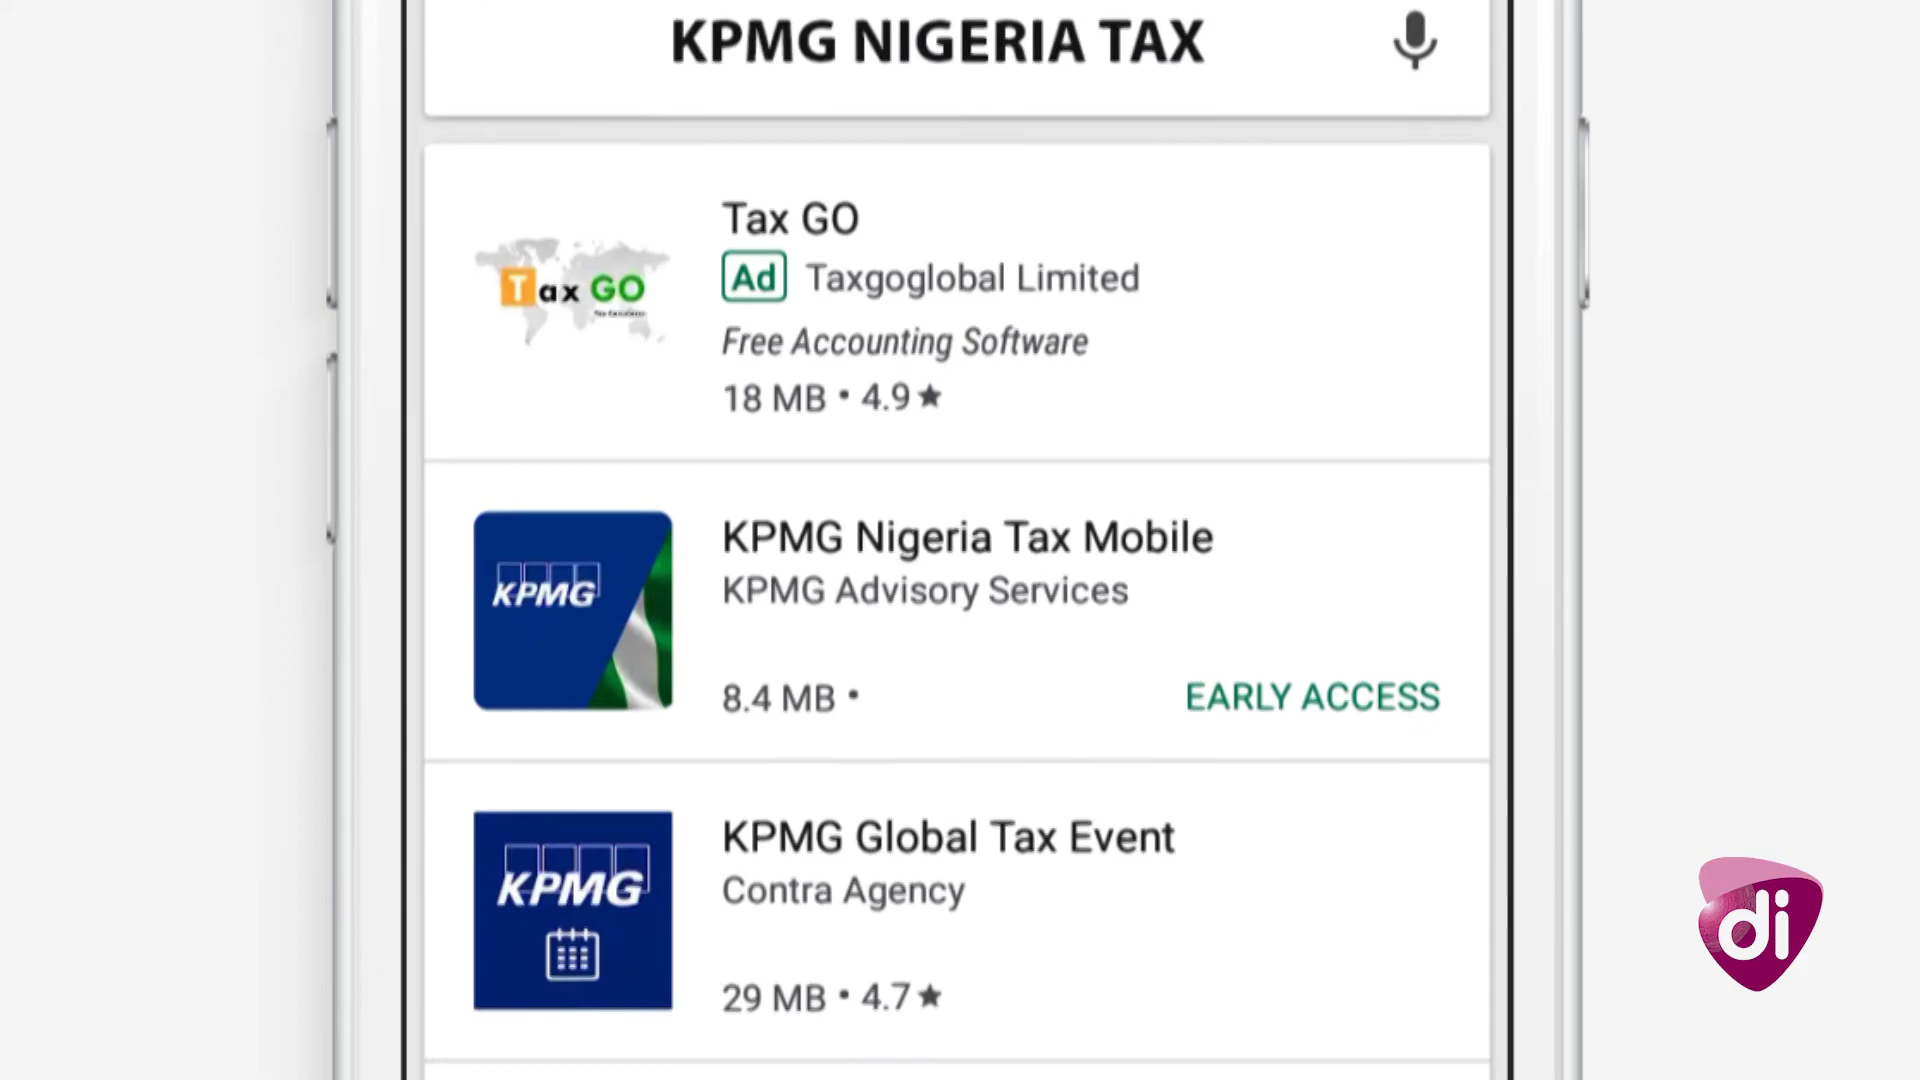 KPMG NIGERIA TAX
Tax GO
Tax GO
Ad Taxgoglobal Limited
Free Accounting Software
18 MB • 4.9 ★
KPMG
KPMG Nigeria Tax Mobile
KPMG Advisory Services
8.4 MB •
EARLY ACCESS
KPMG
KPMG Global Tax Event
Contra Agency
29 MB • 4.7 ★
di